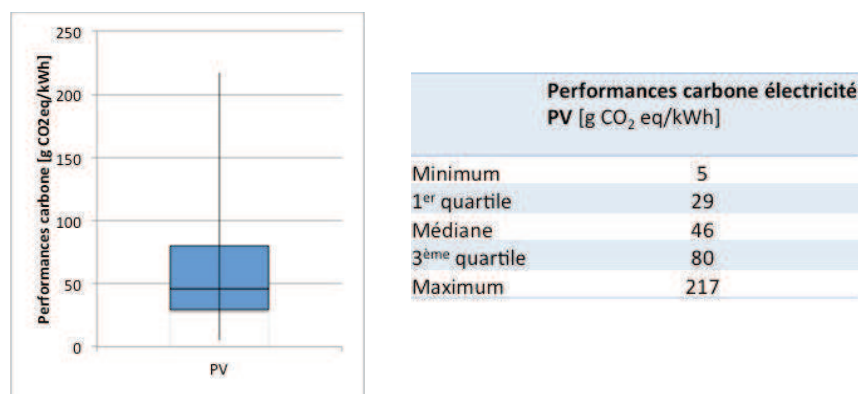 Performances carbone [g CO2eq/kWh]
250
200
150
100
50
0
PV
Performances carbone électricité
PV [g CO₂ eq/kWh]
Minimum 5
1er quartile 29
Médiane 46
3ème quartile 80
Maximum 217